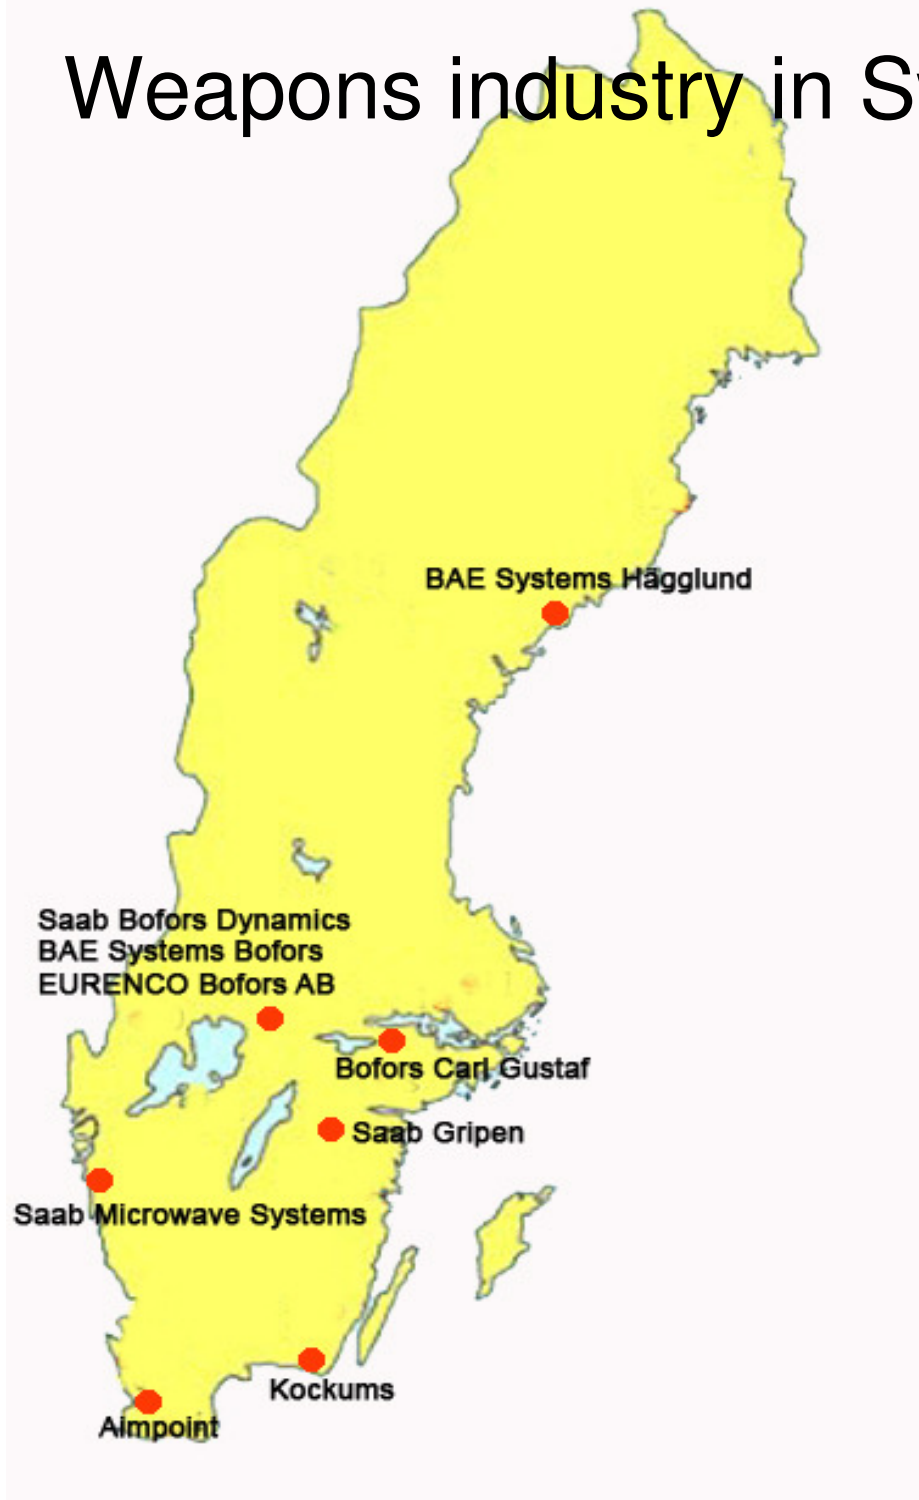 Weapons industry in S
BAE Systems Hägglund
Saab Bofors Dynamics
BAE Systems Bofors
EURENCO Bofors AB
Bofors Carl Gustaf
Saab Gripen
Saab Microwave Systems
Kockums
Aimpoint